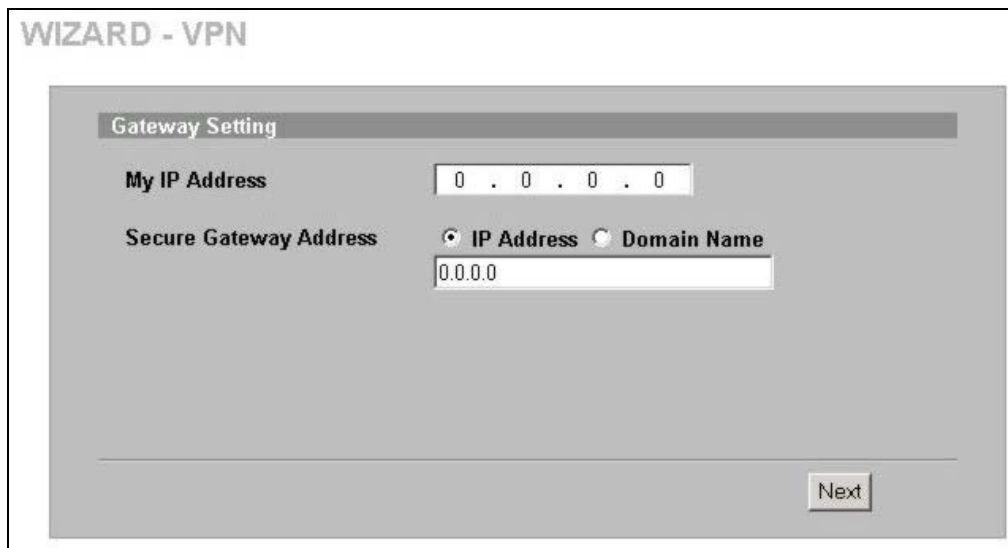 WIZARD - VPN
Gateway Setting
My IP Address 0 . 0 . 0 . 0
Secure Gateway Address IP Address Domain Name
0.0.0.0
Next